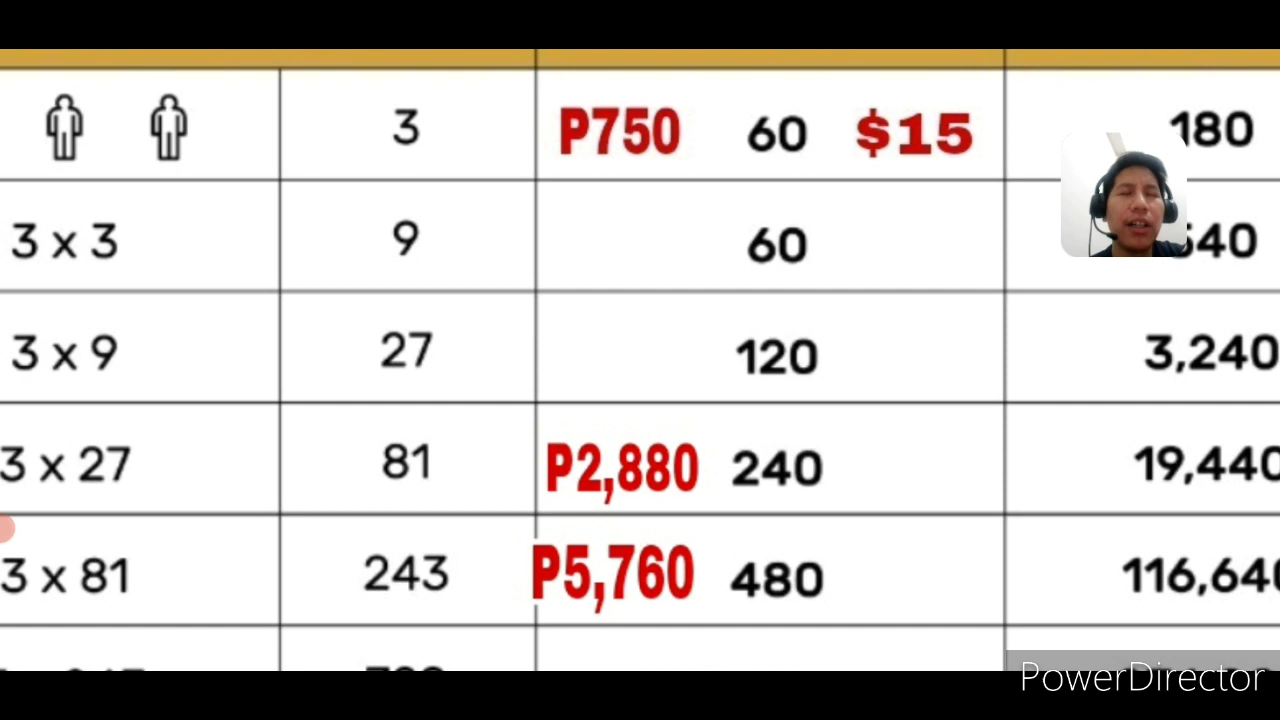 3 P750 60 $15 180
3 x 3 9 60
3 x 9 27 120 3,240
3 x 27 81 P2,880 240 19,440
3 x 81 243 P5,760 480
PowerDirector